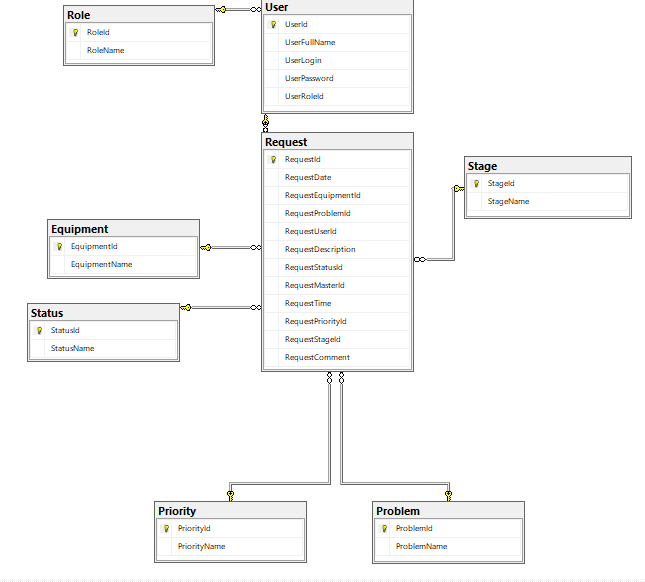 Role
RoleId
RoleName
User
UserId
UserFullName
UserLogin
UserPassword
UserRoleId
Request
RequestId
RequestDate
RequestEquipmentId
RequestProblemId
RequestUserId
RequestDescription
RequestStatusId
RequestMasterId
RequestTime
RequestPriorityId
RequestStageId
RequestComment
Stage
StageId
StageName
Equipment
EquipmentId
EquipmentName
Status
StatusId
StatusName
Priority
PriorityId
PriorityName
Problem
ProblemId
ProblemName